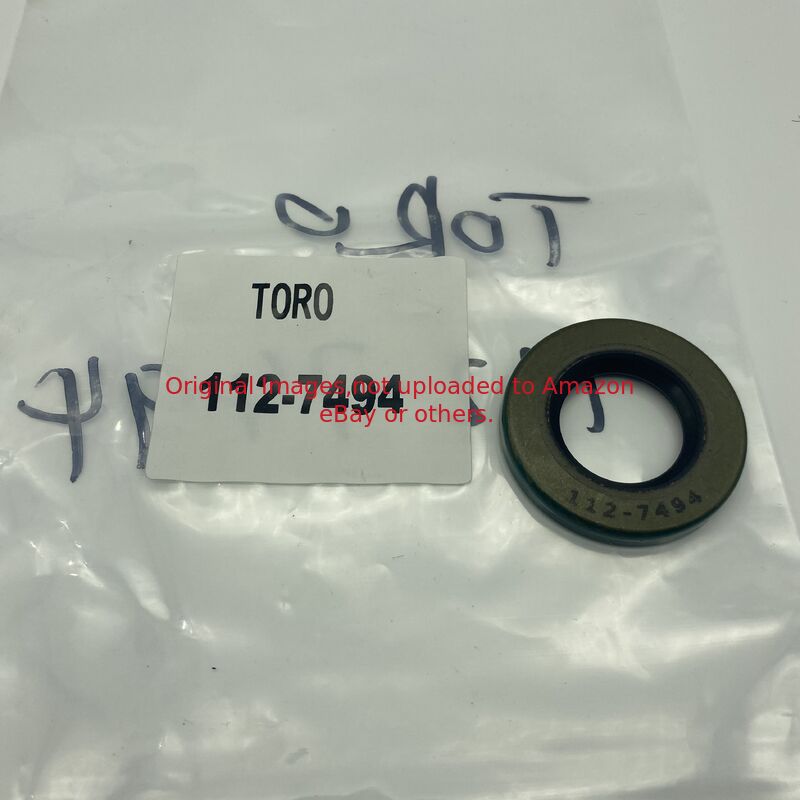 TORO
TORO
112-7494
Original Images not uploaded to Amazon
eBay or others.
112-7494